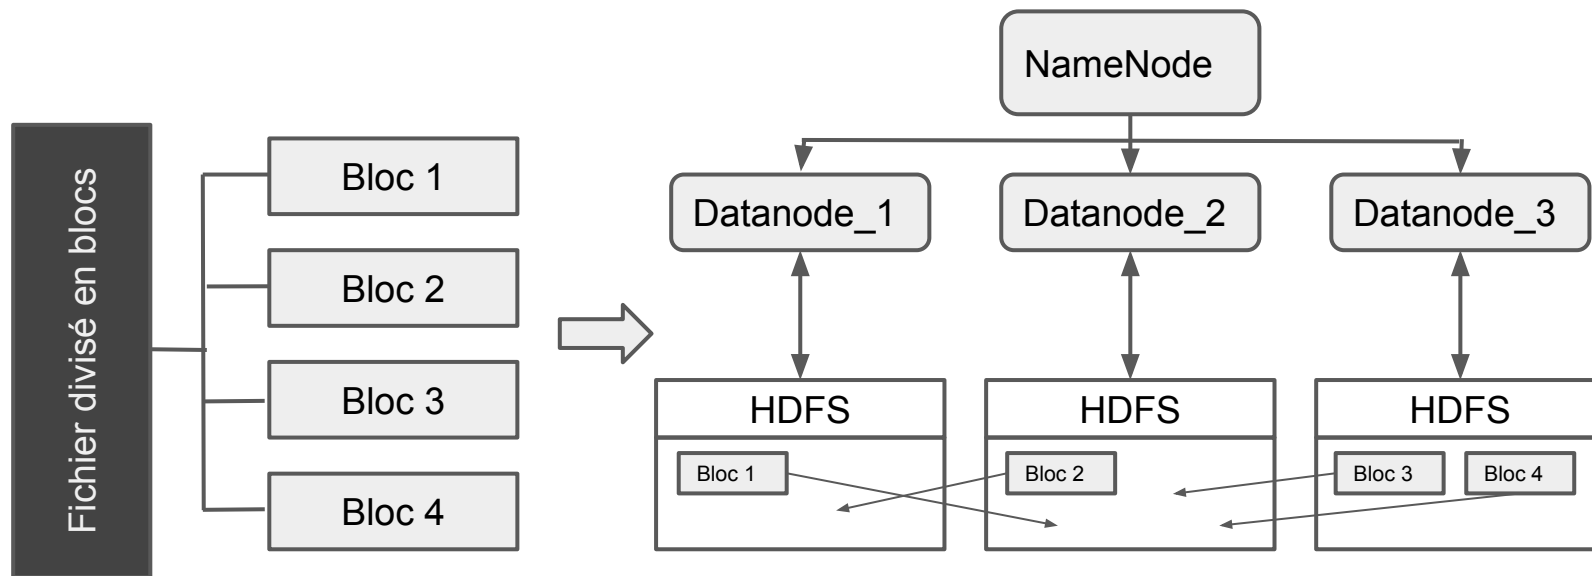 Fichier divisé en blocs
Bloc 1
Bloc 2
Bloc 3
Bloc 4
NameNode
Datanode_1
Datanode_2
Datanode_3
HDFS
HDFS
HDFS
Bloc 1
Bloc 2
Bloc 3
Bloc 4